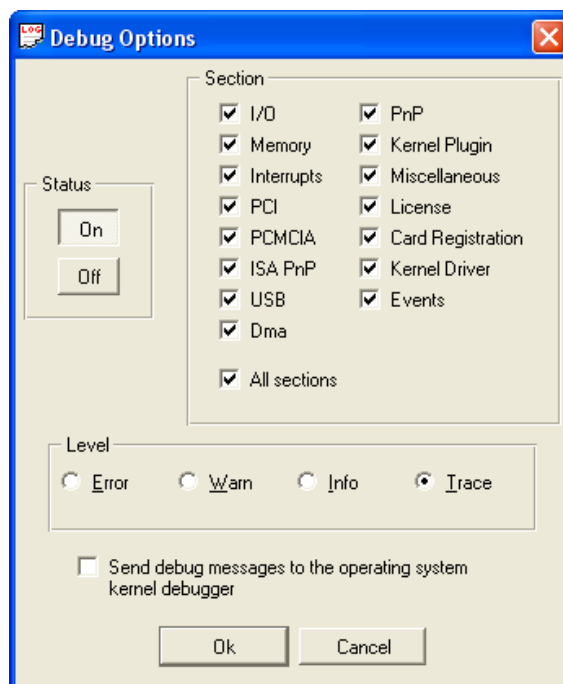 LOG
Debug Options
Section
I/O
PnP
Memory
Kernel Plugin
Interrupts
Miscellaneous
PCI
License
PCMCIA
Card Registration
ISA PnP
Kernel Driver
USB
Events
Dma
All sections
Status
On
Off
Level
Error
Warn
Info
Trace
Send debug messages to the operating system
kernel debugger
Ok
Cancel